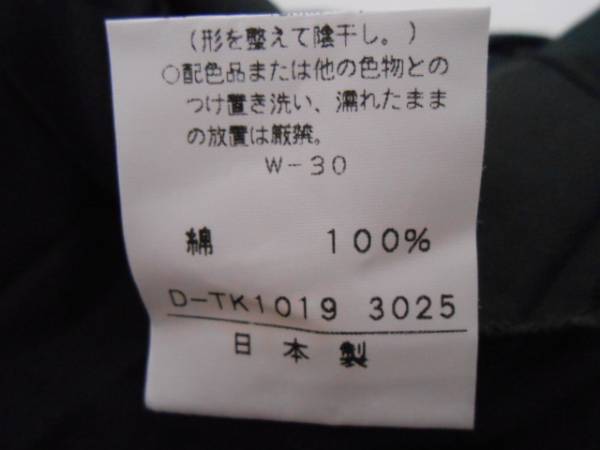 (形を整えて陰干し。)
○配色品または他の色物との
つけ置き洗い、濡れたまま
の放置は厳禁。
W-30
綿 100%
D-TK1019 3025
日本製